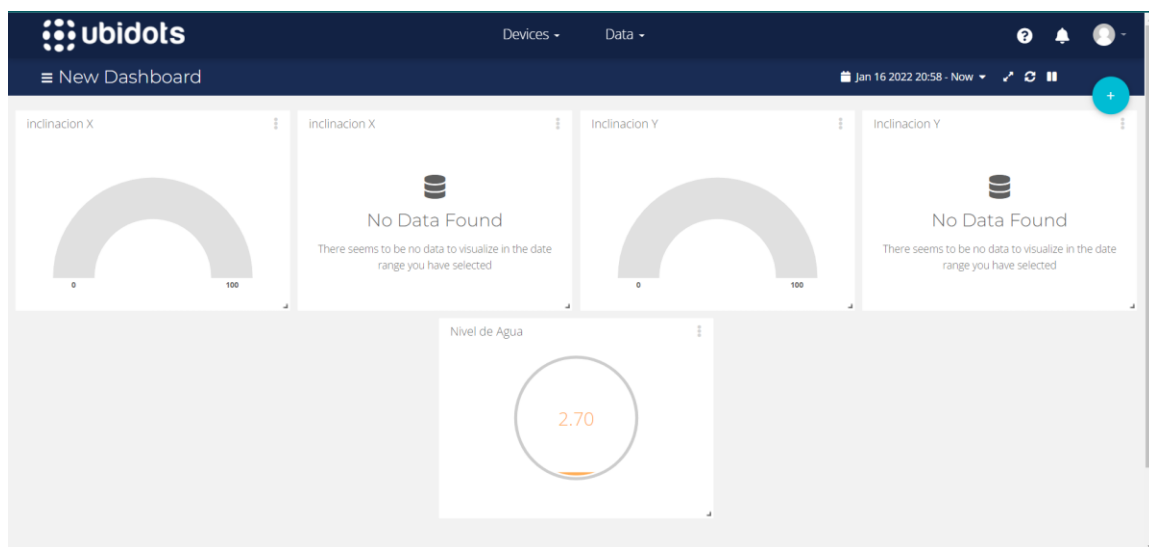 ubidots
Devices
Data
?
New Dashboard
Jan 16 2022 20:58 - Now
+
inclinacion X
0
100
inclinacion X
No Data Found
There seems to be no data to visualize in the date
range you have selected
Inclinacion Y
0
100
Inclinacion Y
No Data Found
There seems to be no data to visualize in the date
range you have selected
Nivel de Agua
2.70